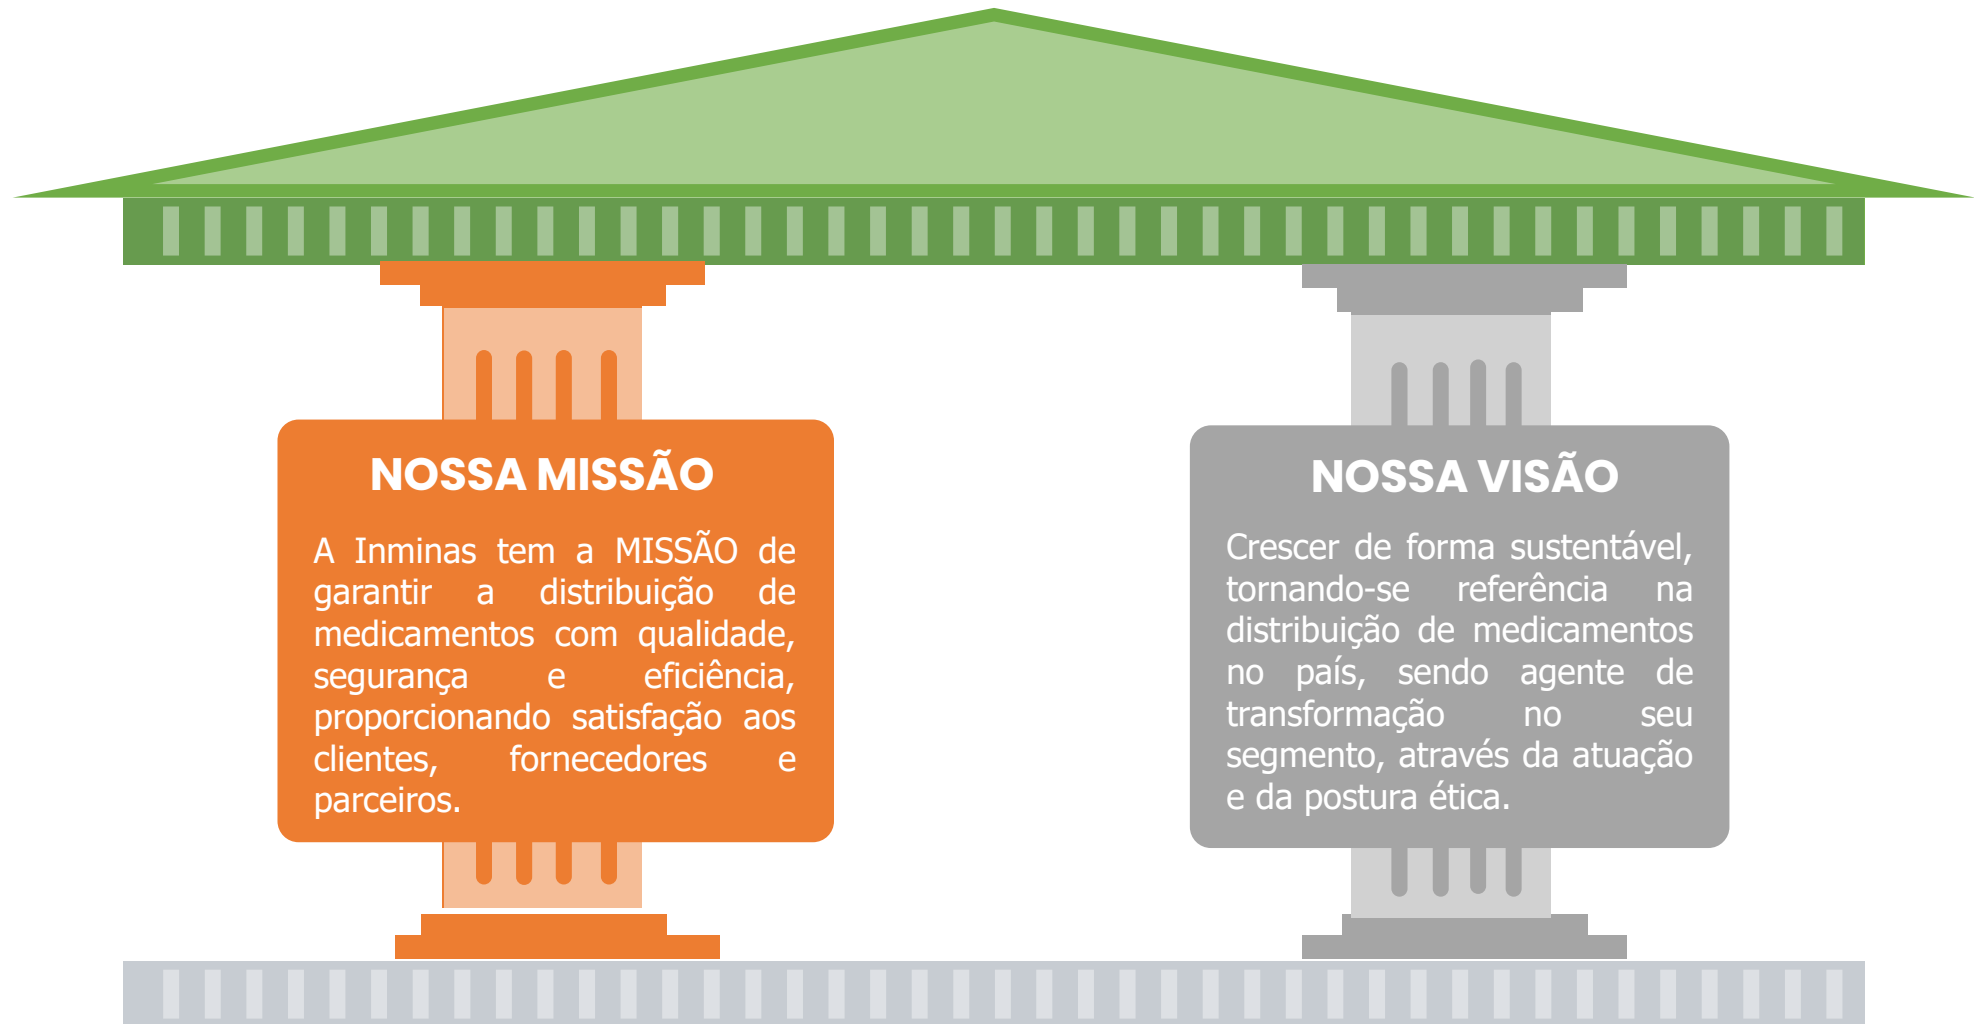 NOSSA MISSÃO
A Inminas tem a MISSÃO de
garantir a distribuição de
medicamentos com qualidade,
segurança e eficiência,
proporcionando satisfação aos
clientes, fornecedores e
parceiros.
NOSSA VISÃO
Crescer de forma sustentável,
tornando-se referência na
distribuição de medicamentos
no país, sendo agente de
transformação no seu
segmento, através da atuação
e da postura ética.